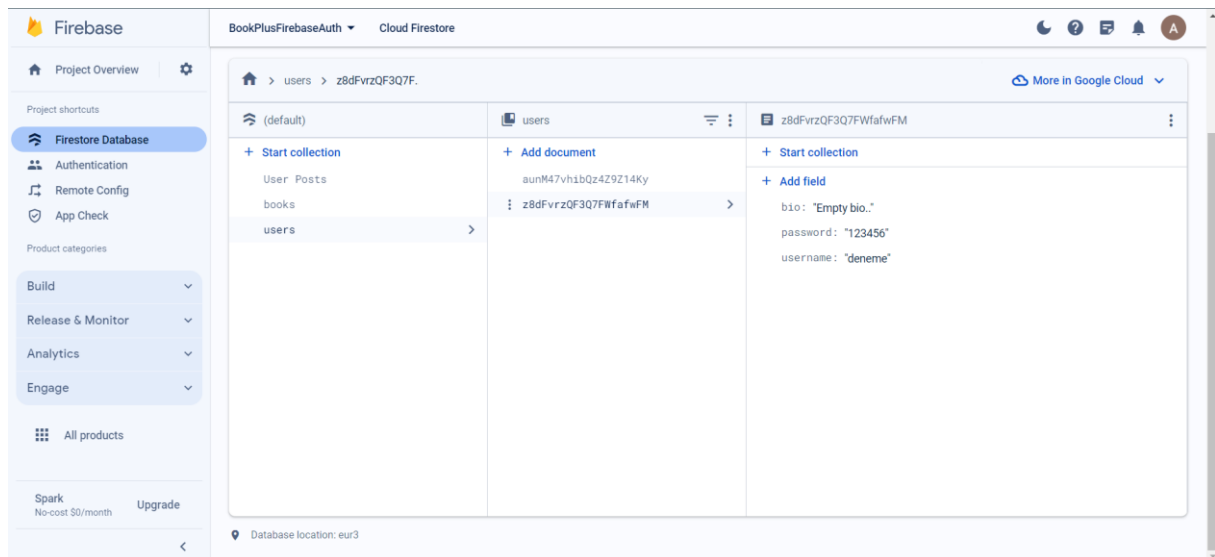 Firebase
BookPlusFirebaseAuth
Cloud Firestore
A
Project Overview
Project shortcuts
Firestore Database
Authentication
Remote Config
App Check
Product categories
Build
Release & Monitor
Analytics
Engage
All products
Spark
No-cost $0/month
Upgrade
> users > z8dFvrzQF3Q7F.
More in Google Cloud
(default)
+ Start collection
User Posts
books
users
users
+ Add document
aunM47vhibQz4Z9Z14Ky
z8dFvrzQF3Q7FWfafwFM
z8dFvrzQF3Q7FWfafwFM
+ Start collection
+ Add field
bio: "Empty bio.."
password: "123456"
username: "deneme"
Database location: eur3